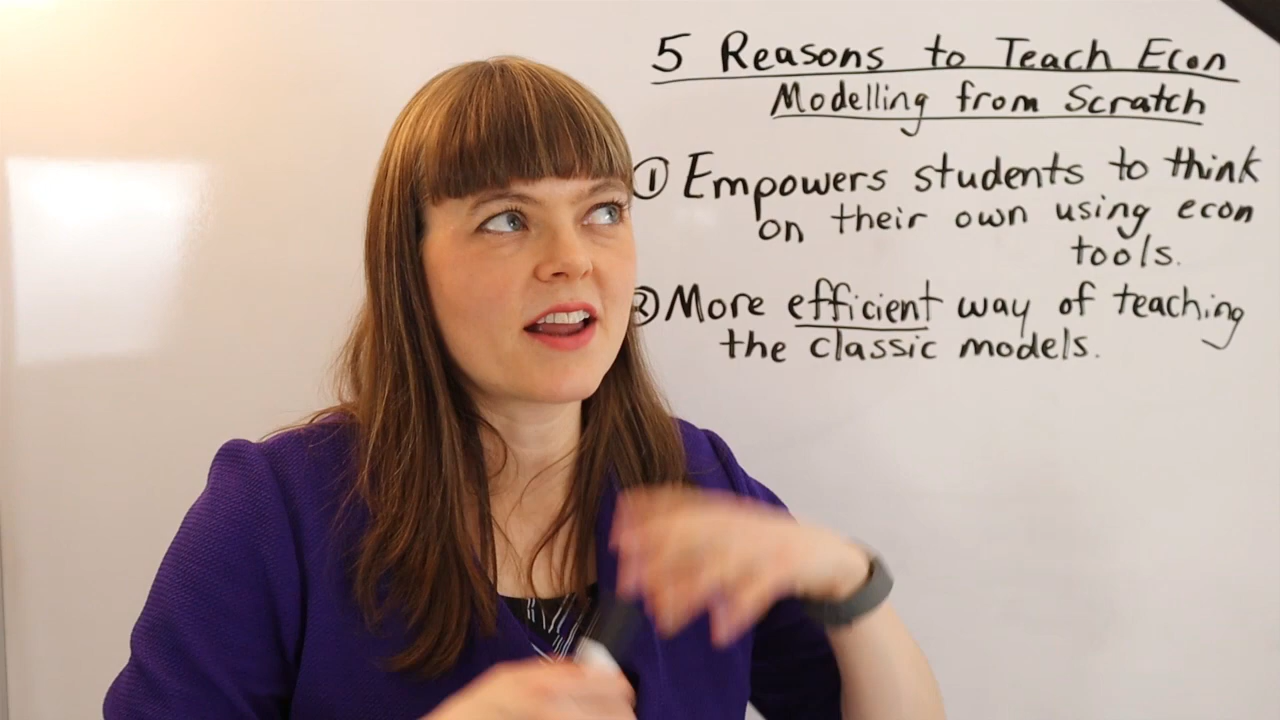 5 Reasons to Teach Econ
Modelling from Scratch
① Empowers students to think
on their own using econ
tools.
② More efficient way of teaching
the classic models.